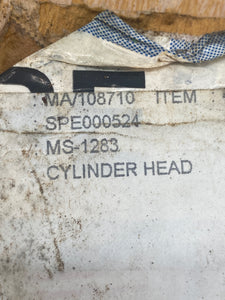 MA/108710 ITEM
SPE000524
MS-1283
CYLINDER HEAD